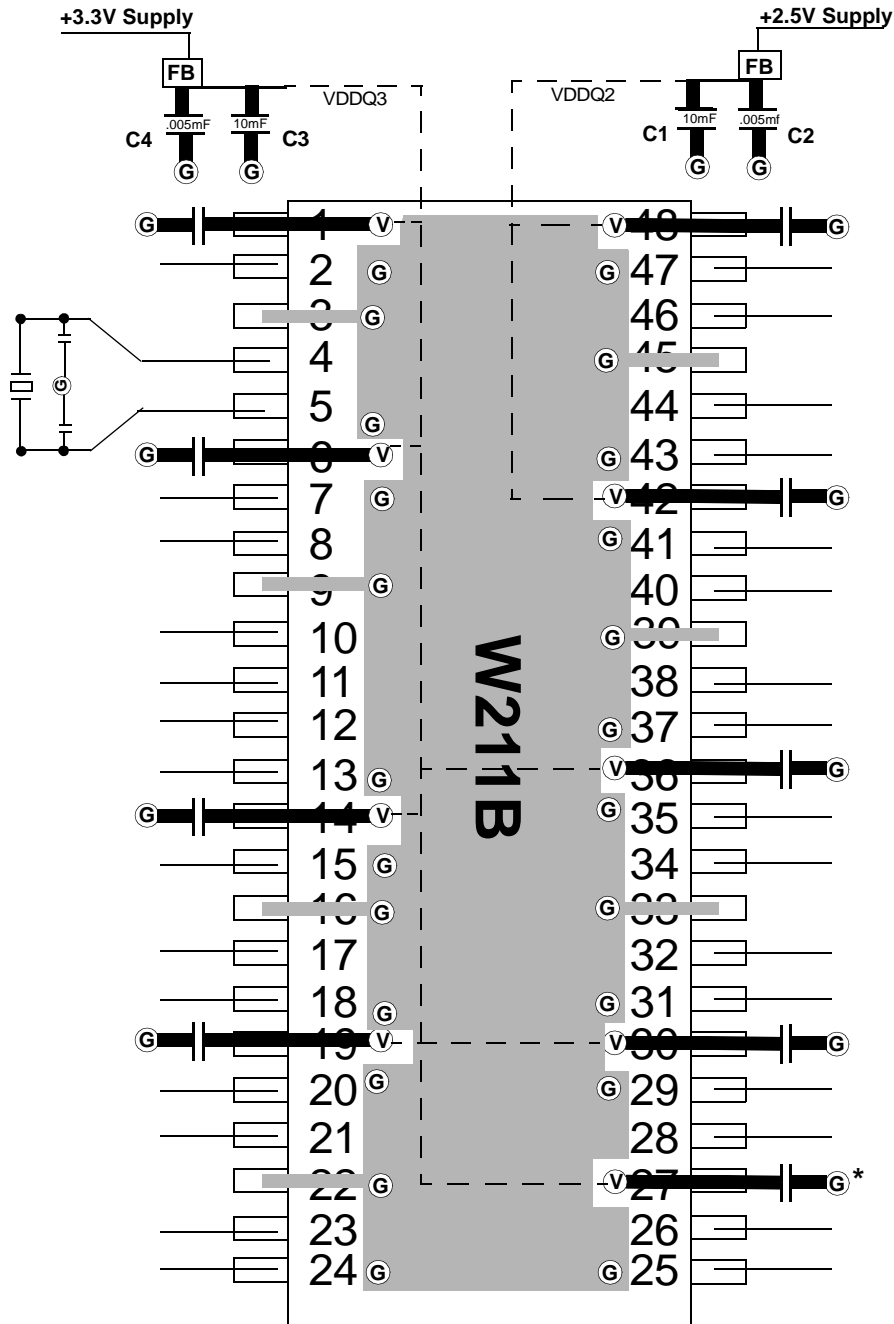 +3.3V Supply
+2.5V Supply
FB
FB
VDDQ3
VDDQ2
C4
.005mF
10mF
C3
C1
10mF
.005mf
C2
G
G
G
G
G
1
V
V
48
G
2
G
G
47
3
G
46
4
G
45
G
5
G
44
G
6
V
G
43
7
G
V
42
G
8
G
41
9
G
40
10
G
39
11
38
12
G
37
13
G
V
36
G
G
14
V
G
35
15
G
34
16
G
G
33
17
32
18
G
G
31
G
19
V
V
30
G
20
G
G
29
21
28
22
G
V
27
G
*
23
26
24
G
G
25
W211B